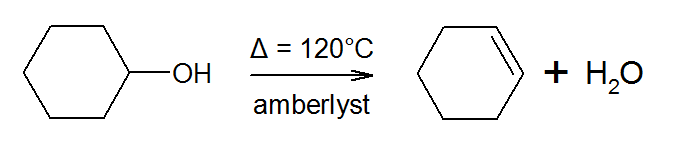 OH
Δ = 120°C
amberlyst
+ H₂O